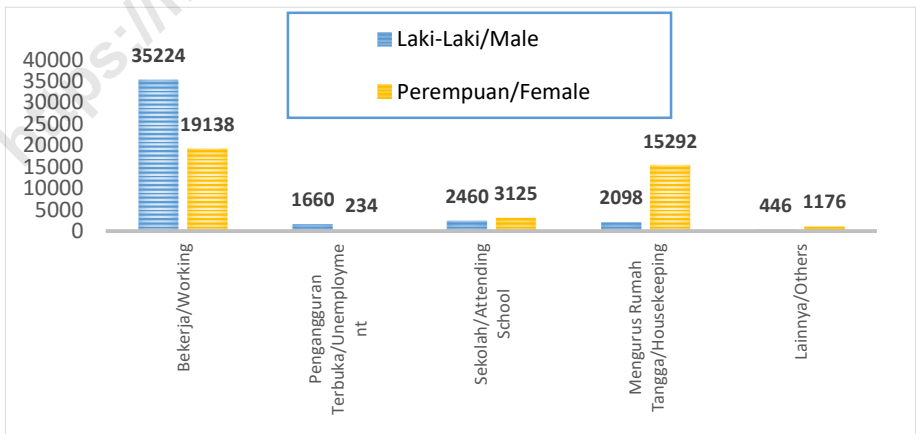 Laki-Laki/Male
Perempuan/Female
40000
35000
30000
25000
20000
15000
10000
5000
0
35224
19138
1660
234
2460
3125
2098
15292
446
1176
Bekerja/Working
Pengangguran
Terbuka/Unemployme
nt
Sekolah/Attending
School
Mengurus Rumah
Tangga/Housekeeping
Lainnya/Others
https://